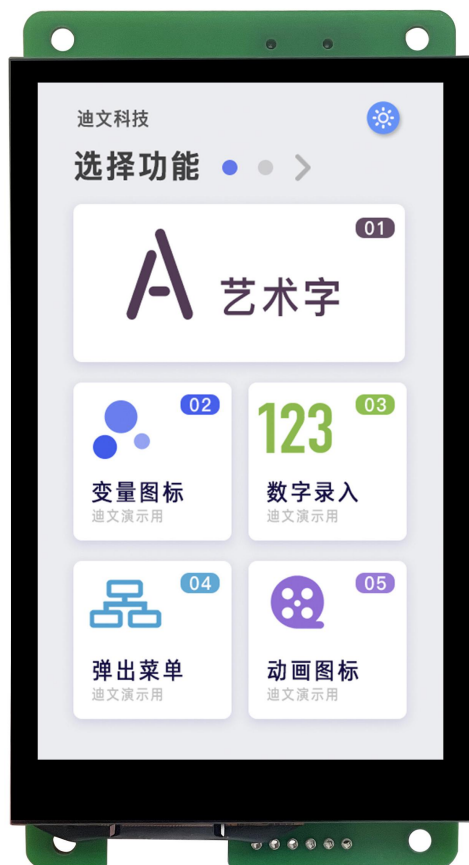 迪文科技
选择功能
01
A 艺术字
02
变量图标
迪文演示用
123
03
数字录入
迪文演示用
04
弹出菜单
迪文演示用
05
动画图标
迪文演示用